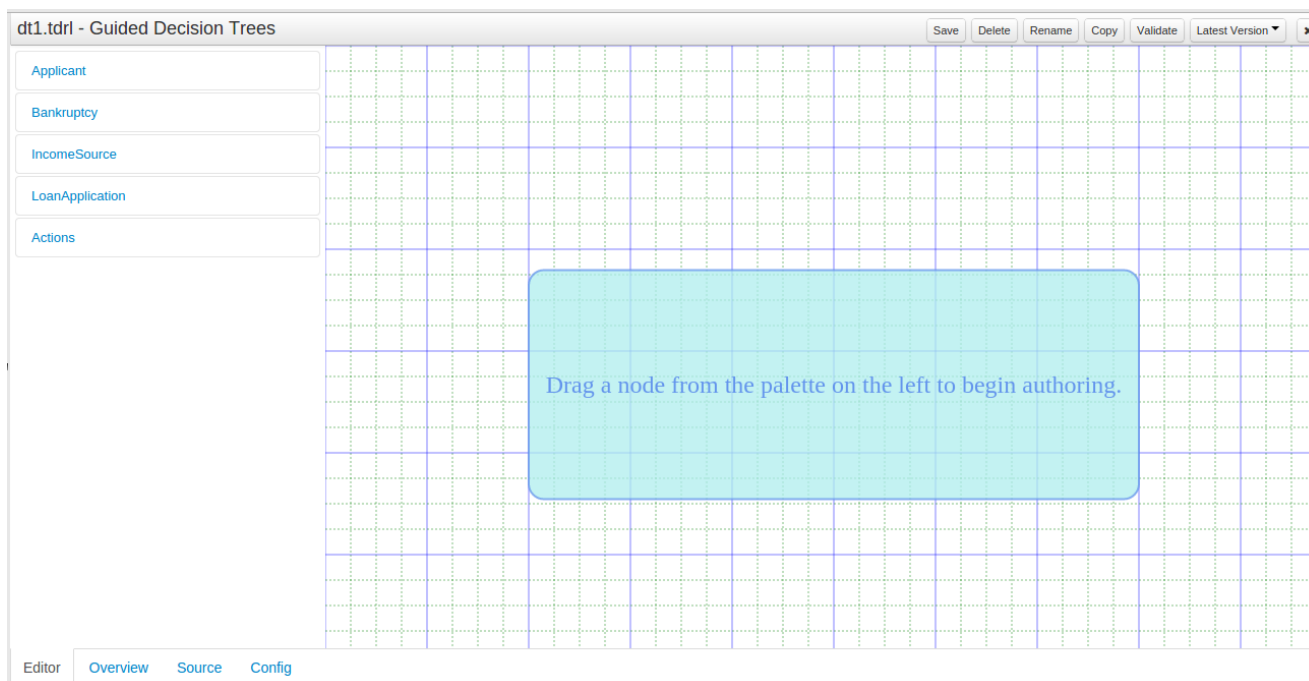 dt1.tdrl - Guided Decision Trees
Save Delete Rename Copy Validate Latest Version
Applicant
Bankruptcy
IncomeSource
LoanApplication
Actions
Drag a node from the palette on the left to begin authoring.
Editor Overview Source Config